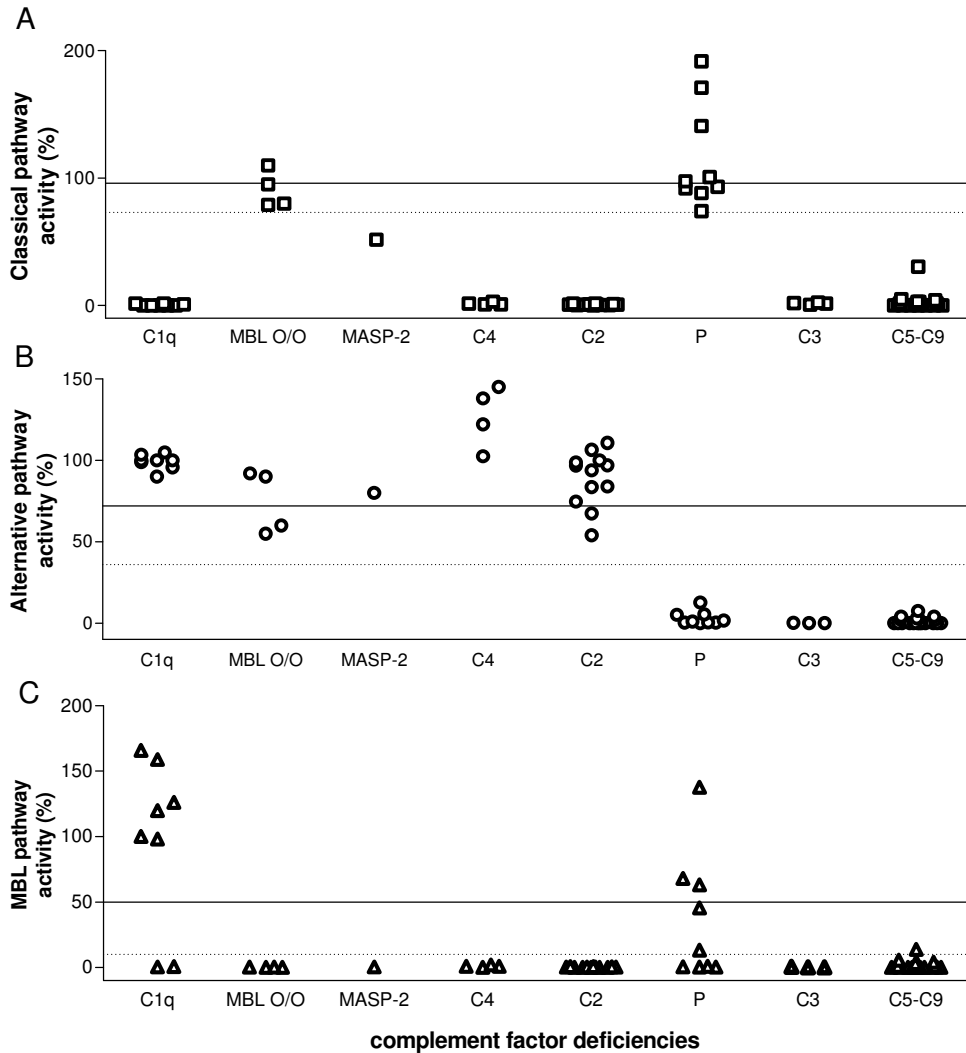 A
Classical pathway
activity (%)
200
100
0
C1q MBL O/O MASP-2 C4 C2 P C3 C5-C9
B
Alternative pathway
activity (%)
150
100
50
0
C1q MBL O/O MASP-2 C4 C2 P C3 C5-C9
C
MBL pathway
activity (%)
200
150
100
50
0
C1q MBL O/O MASP-2 C4 C2 P C3 C5-C9
complement factor deficiencies